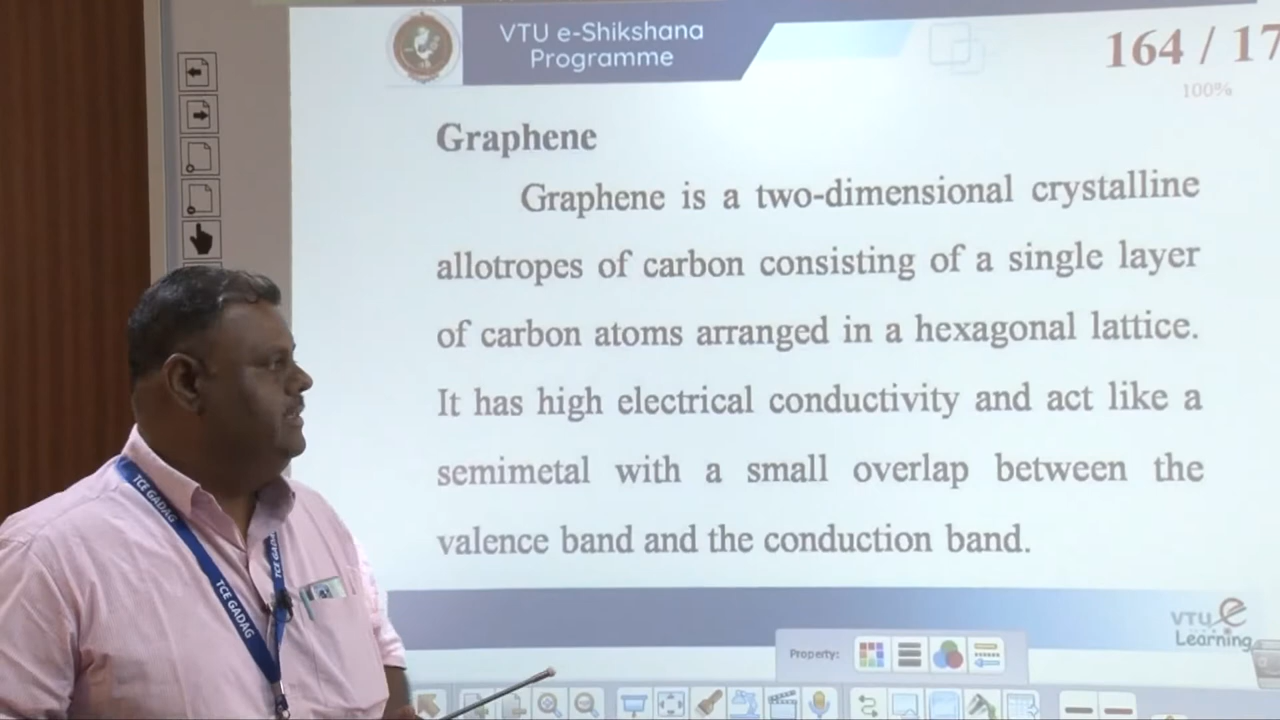 VTU e-Shikshana
Programme
164 / 17
100%
Graphene
Graphene is a two-dimensional crystalline
allotropes of carbon consisting of a single layer
of carbon atoms arranged in a hexagonal lattice.
It has high electrical conductivity and act like a
semimetal with a small overlap between the
valence band and the conduction band.
TCE GADAG
TCE GADAG
TCE GADAG
VTU e
Learning
Property: